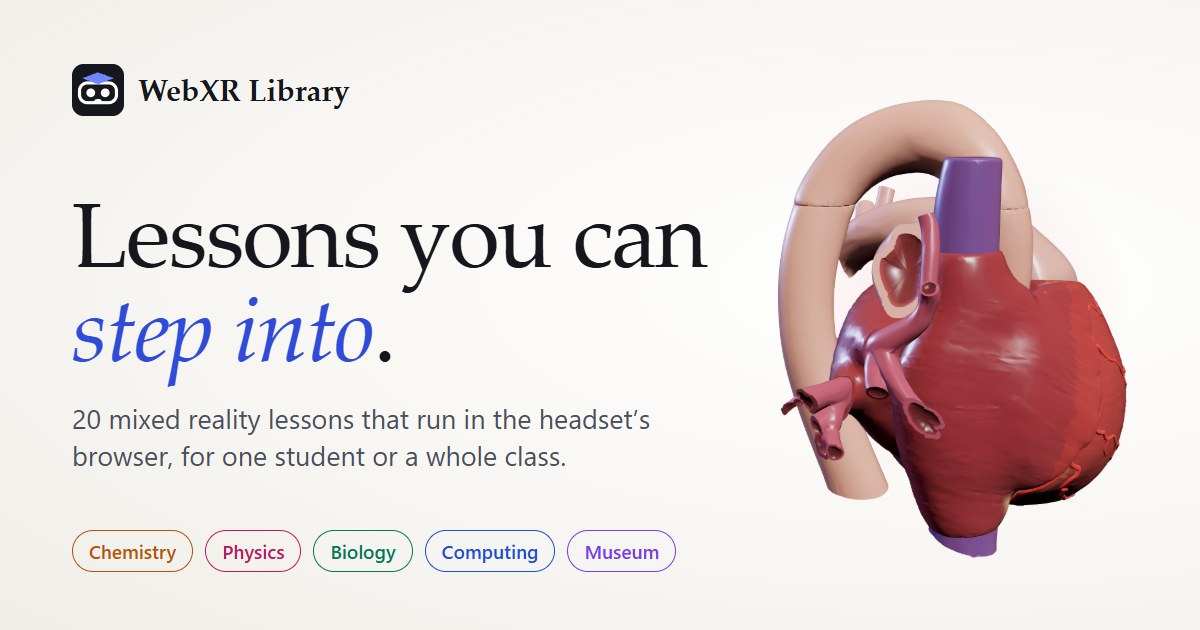 WebXR Library
Lessons you can
step into.
20 mixed reality lessons that run in the headset’s
browser, for one student or a whole class.
Chemistry
Physics
Biology
Computing
Museum